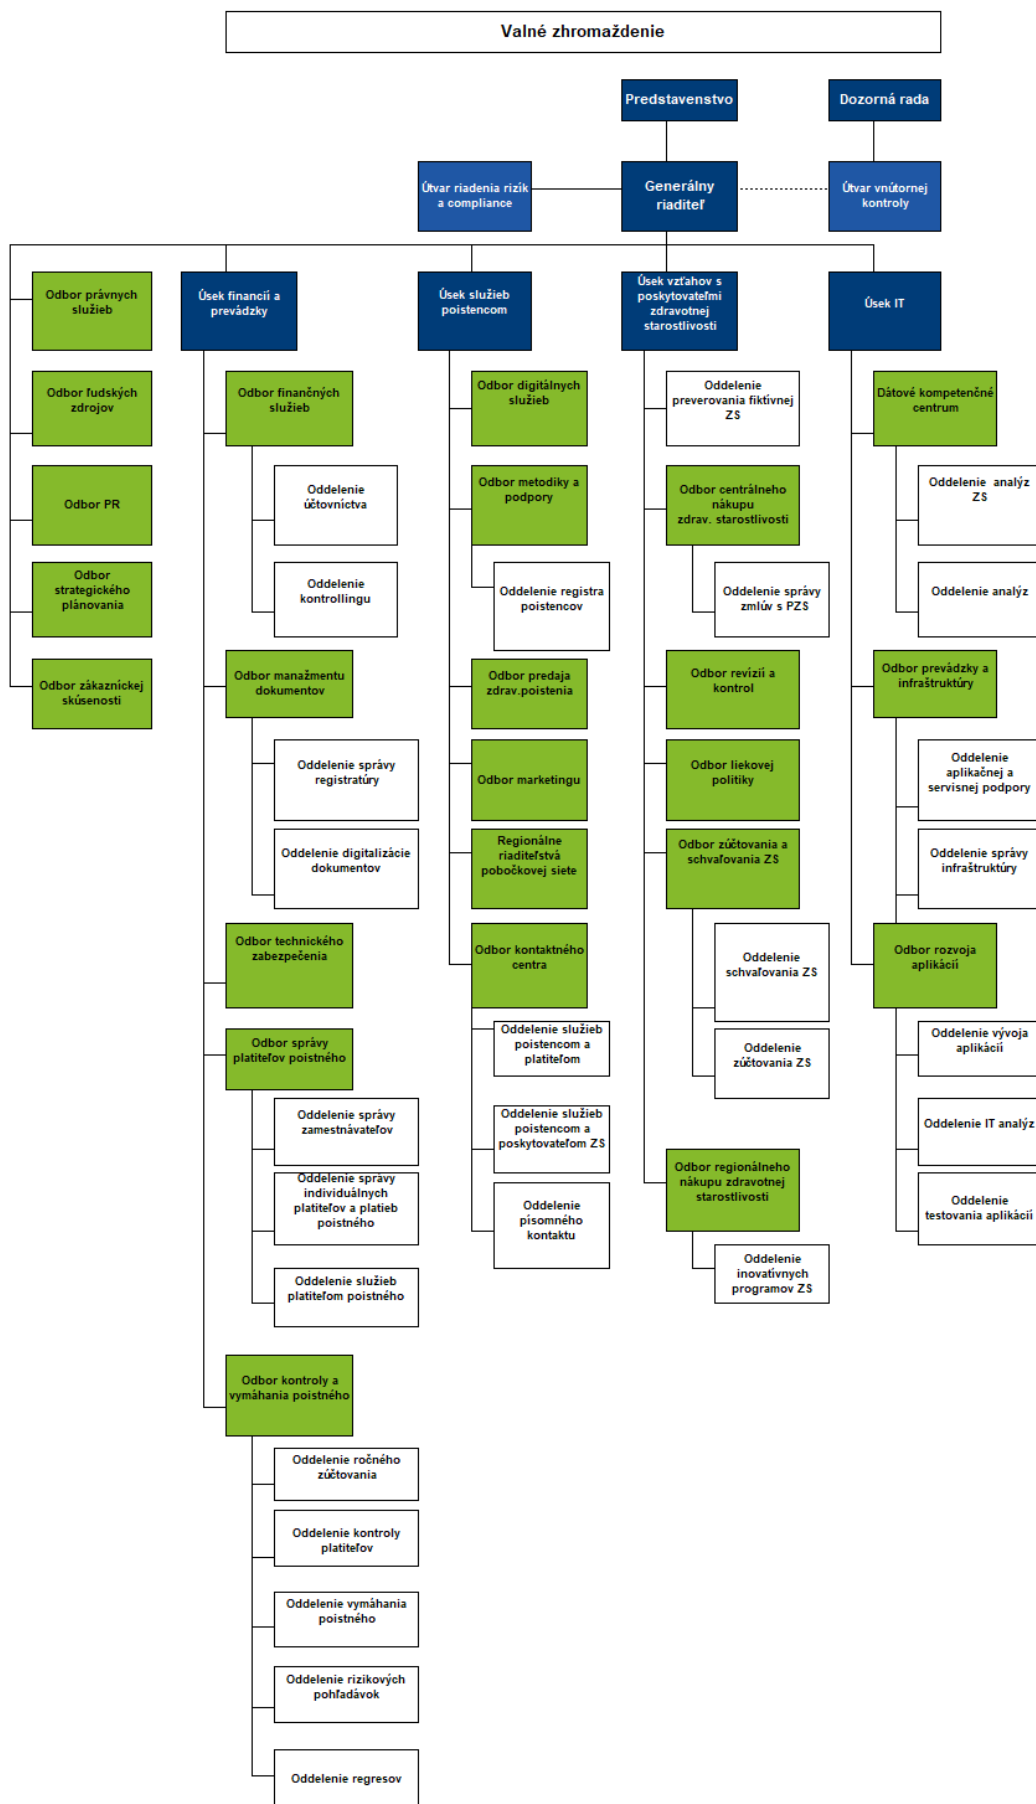 Valné zhromaždenie
Predstavenstvo
Dozorná rada
Útvar riadenia rizík
a compliance
Generálny
riaditeľ
Útvar vnútornej
kontroly
Odbor právnych
služieb
Odbor ľudských
zdrojov
Odbor PR
Odbor
strategického
plánovania
Odbor zákazníckej
skúsenosti
Úsek financií a
prevádzky
Odbor finančných
služieb
Oddelenie
účtovníctva
Oddelenie
kontrollingu
Odbor manažmentu
dokumentov
Oddelenie správy
registratúry
Oddelenie digitalizácie
dokumentov
Odbor technického
zabezpečenia
Odbor správy
platiteľov poistného
Oddelenie správy
zamestnávateľov
Oddelenie správy
individuálnych
platiteľov a platieb
poistného
Oddelenie služieb
platiteľom poistného
Odbor kontroly a
vymáhania poistného
Oddelenie ročného
zúčtovania
Oddelenie kontroly
platiteľov
Oddelenie vymáhania
poistného
Oddelenie rizikových
pohľadávok
Oddelenie regresov
Úsek služieb
poistencom
Odbor digitálnych
služieb
Odbor metodiky a
podpory
Oddelenie registra
poistencov
Odbor predaja
zdrav.poistenia
Odbor marketingu
Regionálne
riaditeľstvá
pobočkovej siete
Odbor kontaktného
centra
Oddelenie služieb
poistencom a
platiteľom
Oddelenie služieb
poistencom a
poskytovateľom ZS
Oddelenie
písomného
kontaktu
Úsek vzťahov s
poskytovateľmi
zdravotnej
starostlivosti
Oddelenie
preverovania fiktívnej
ZS
Odbor centrálneho
nákupu
zdrav. starostlivosti
Oddelenie správy
zmlúv s PZS
Odbor revízií a
kontrol
Odbor liekovej
politiky
Odbor zúčtovania a
schvaľovania ZS
Oddelenie
schvaľovania ZS
Oddelenie
zúčtovania ZS
Odbor regionálneho
nákupu zdravotnej
starostlivosti
Oddelenie
inovatívnych
programov ZS
Úsek IT
Dátové kompetenčné
centrum
Oddelenie analýz
ZS
Oddelenie analýz
Odbor prevádzky a
infraštruktúry
Oddelenie
aplikačnej a
servisnej podpory
Oddelenie správy
infraštruktúry
Odbor rozvoja
aplikácií
Oddelenie vývoja
aplikácií
Oddelenie IT analýz
Oddelenie
testovania aplikácií